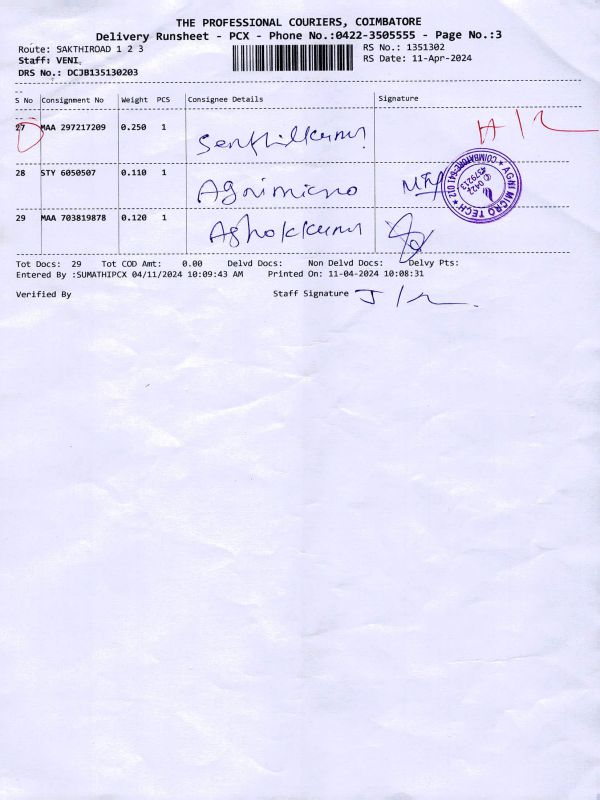 THE PROFESSIONAL COURIERS, COIMBATORE
Delivery Runsheet - PCX - Phone No.:0422-3505555 - Page No.:3
Route: SAKTHIROAD 1 2 3
RS No.: 1351302
Staff: VENI
RS Date: 11-Apr-2024
DRS No.: DCJB135130203
S No Consignment No Weight PCS Consignee Details Signature
27 MAA 297217209 0.250 1 Senthilkumar
28 STY 6050507 0.110 1 Agnimicro
AGNI MICRO TECH * COIMBATORE-641 012 *
0422
4579213
29 MAA 703819878 0.120 1 Ashokkumar
Tot Docs: 29 Tot COD Amt: 0.00 Delvd Docs: Non Delvd Docs: Delvy Pts:
Entered By :SUMATHIPCX 04/11/2024 10:09:43 AM Printed On: 11-04-2024 10:08:31
Verified By Staff Signature